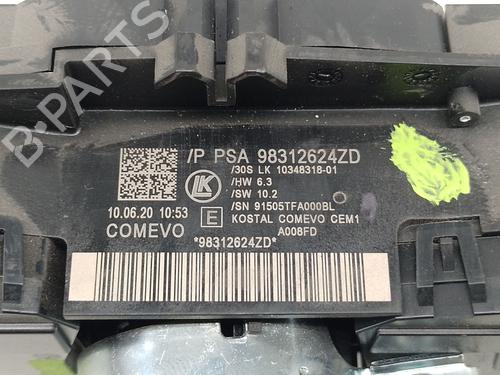 /P PSA 98312624ZD
/30S LK 10348318-01
/HW 6.3
/SW 10.2
/SN 91505TFA000BL
10.06.20 10:53
E
KOSTAL COMEVO CEM1
COMEVO
A008FD
*98312624ZD*
B-PARTS